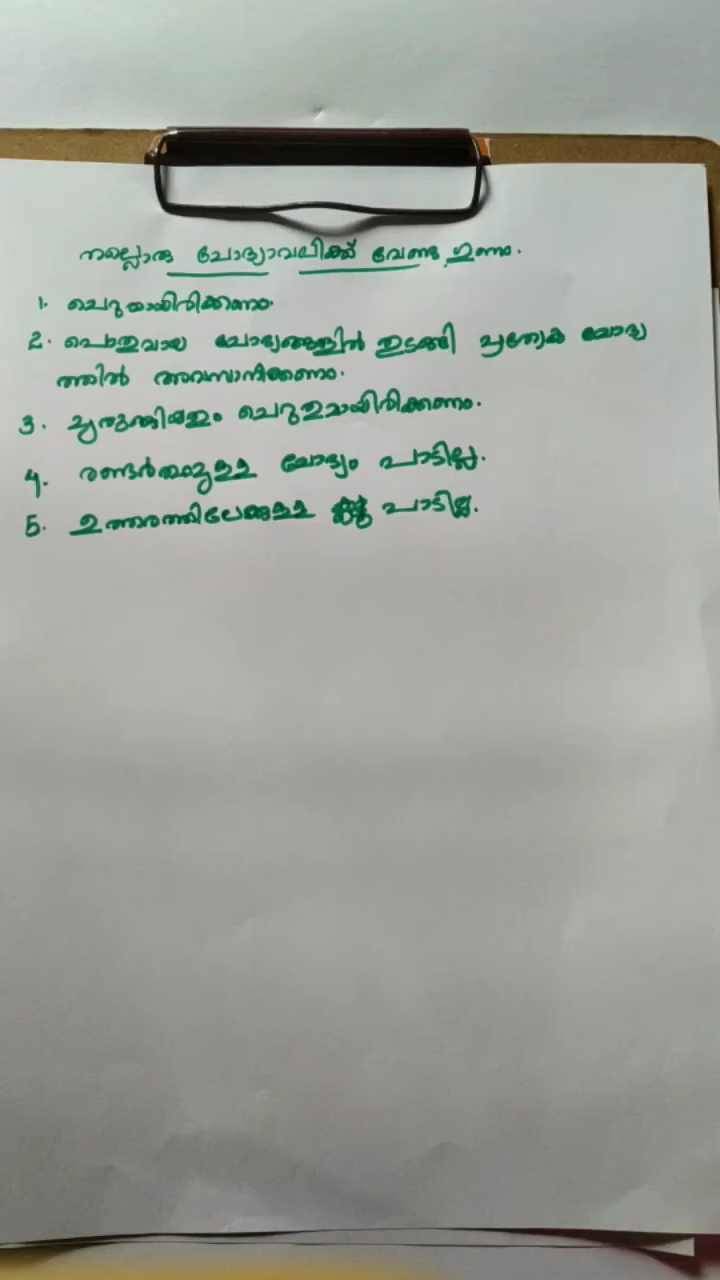 നല്ലൊരു ചോദ്യാവലിക്ക് വേണ്ട ഗുണം.
1. ചെറുതായിരിക്കണം.
2. പൊതുവായ ചോദ്യങ്ങളിൽ തുടങ്ങി പ്രത്യേക ചോദ്യ
ത്തിൽ അവസാനിക്കണം.
3. ചെറുതുമായിരിക്കണം.
4. രണ്ടർത്ഥമുള്ള ചോദ്യം പാടില്ല.
5. ഉത്തരത്തിലേക്കുള്ള ക്ലൂ പാടില്ല.